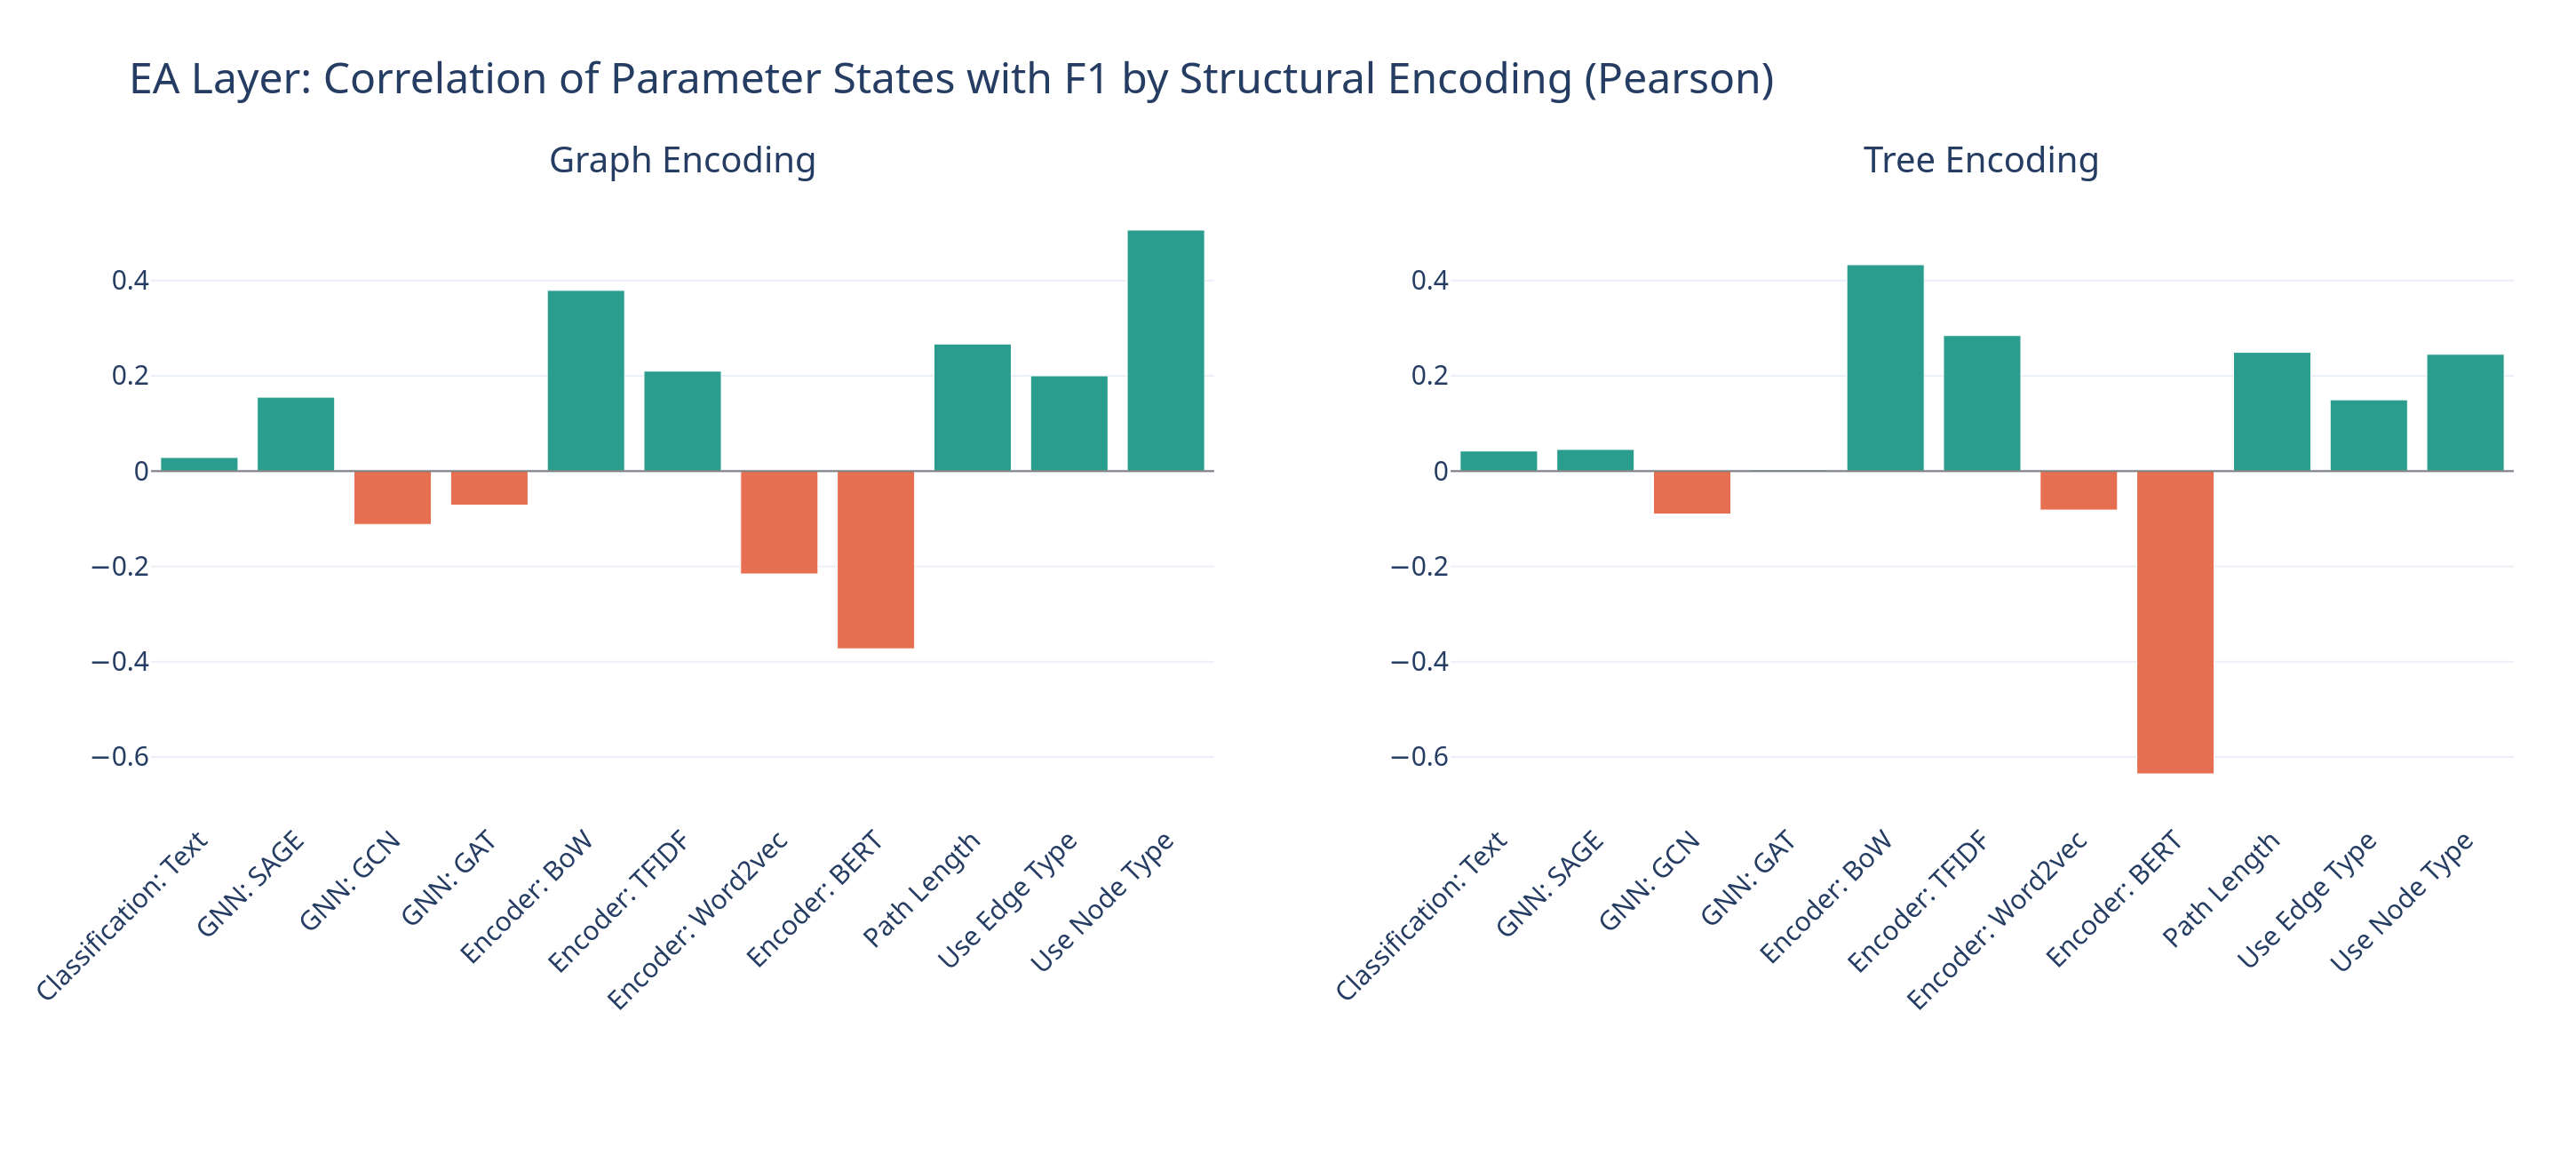 EA Layer: Correlation of Parameter States with F1 by Structural Encoding (Pearson)
Graph Encoding
0.4
0.2
0
−0.2
−0.4
−0.6
Classification: Text
GNN: SAGE
GNN: GCN
GNN: GAT
Encoder: BoW
Encoder: TFIDF
Encoder: Word2vec
Encoder: BERT
Path Length
Use Edge Type
Use Node Type
Tree Encoding
0.4
0.2
0
−0.2
−0.4
−0.6
Classification: Text
GNN: SAGE
GNN: GCN
GNN: GAT
Encoder: BoW
Encoder: TFIDF
Encoder: Word2vec
Encoder: BERT
Path Length
Use Edge Type
Use Node Type